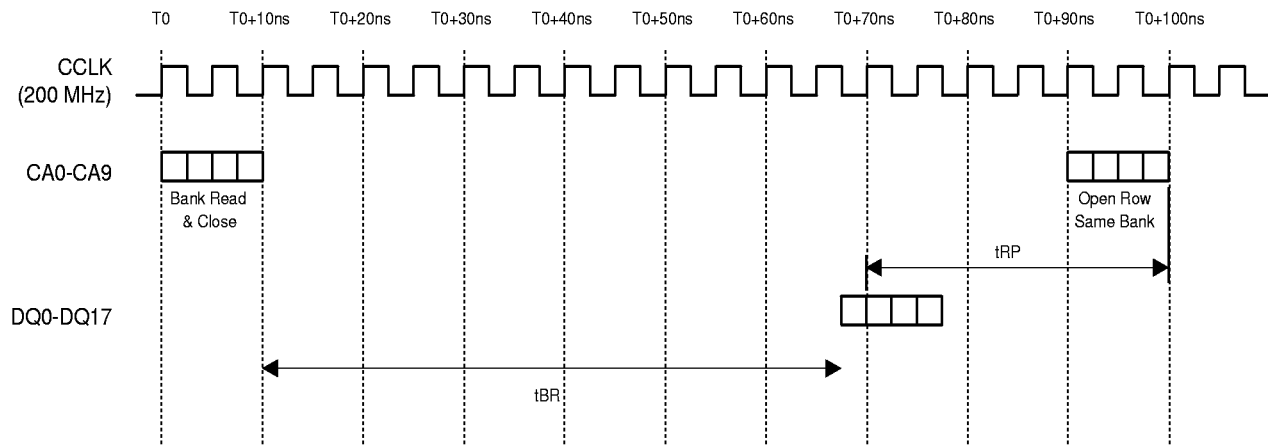 T0 T0+10ns T0+20ns T0+30ns T0+40ns T0+50ns T0+60ns T0+70ns T0+80ns T0+90ns T0+100ns
CCLK
(200 MHz)
CA0-CA9
Bank Read
& Close
Open Row
Same Bank
tRP
DQ0-DQ17
tBR